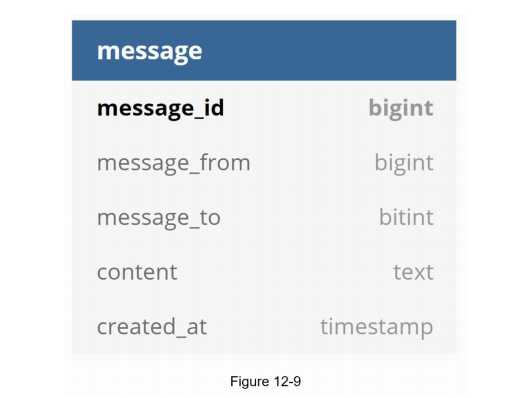 message
message_id bigint
message_from bigint
message_to bitint
content text
created_at timestamp
Figure 12-9